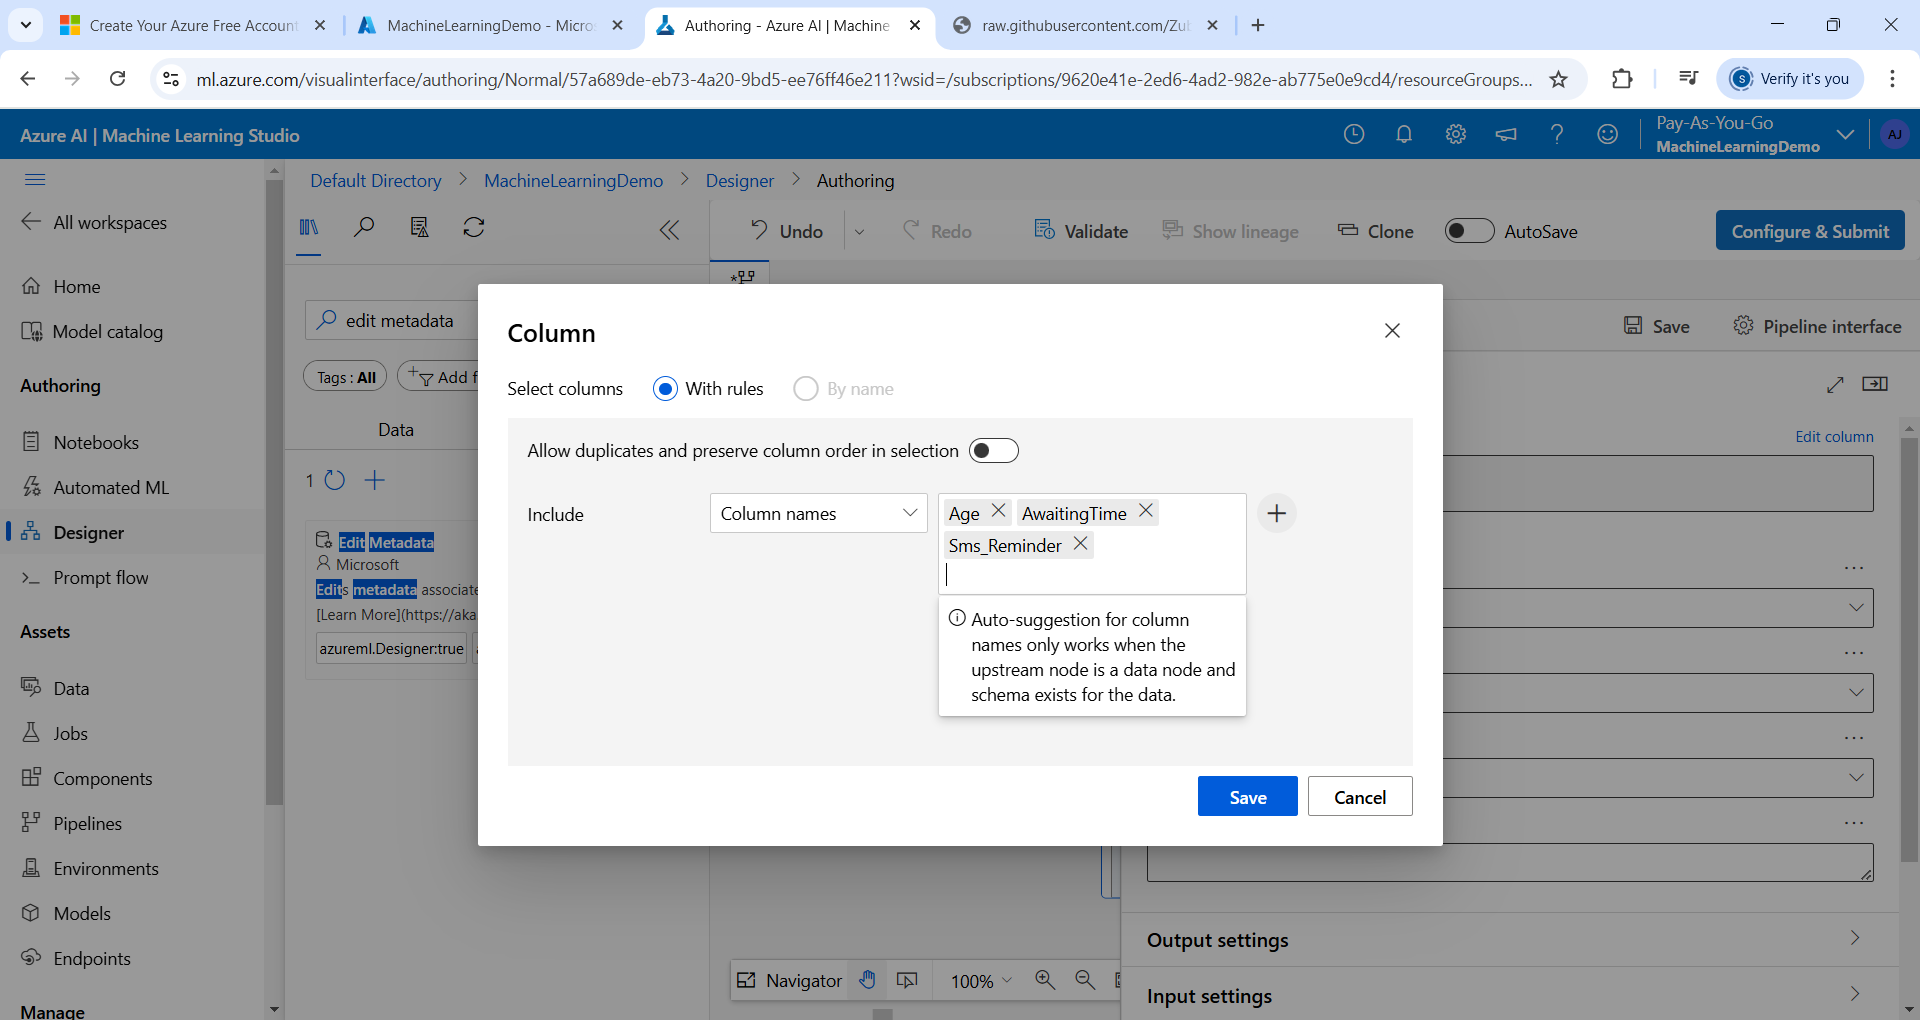 Create Your Azure Free Account
MachineLearningDemo - Micros
Authoring - Azure AI | Machine
raw.githubusercontent.com/Zub
ml.azure.com/visualinterface/authoring/Normal/57a689de-eb73-4a20-9bd5-ee76ff46e211?wsid=/subscriptions/9620e41e-2ed6-4ad2-982e-ab775e0e9cd4/resourceGroups...
S
Verify it's you
Azure AI | Machine Learning Studio
Pay-As-You-Go
MachineLearningDemo
AJ
Default Directory > MachineLearningDemo > Designer > Authoring
All workspaces
Undo
Redo
Validate
Show lineage
Clone
AutoSave
Configure & Submit
Home
Model catalog
Authoring
Notebooks
Automated ML
Designer
Prompt flow
Assets
Data
Jobs
Components
Pipelines
Environments
Models
Endpoints
Manage
edit metadata
Tags : All
Add f
Data
1
Edit Metadata
Microsoft
Edits metadata associate
[Learn More](https://aka
azureml.Designer:true
Save
Pipeline interface
Edit column
Column
Select columns
With rules
By name
Allow duplicates and preserve column order in selection
Include
Column names
Age
AwaitingTime
Sms_Reminder
Auto-suggestion for column
names only works when the
upstream node is a data node and
schema exists for the data.
Save
Cancel
Output settings
Input settings
Navigator
100%